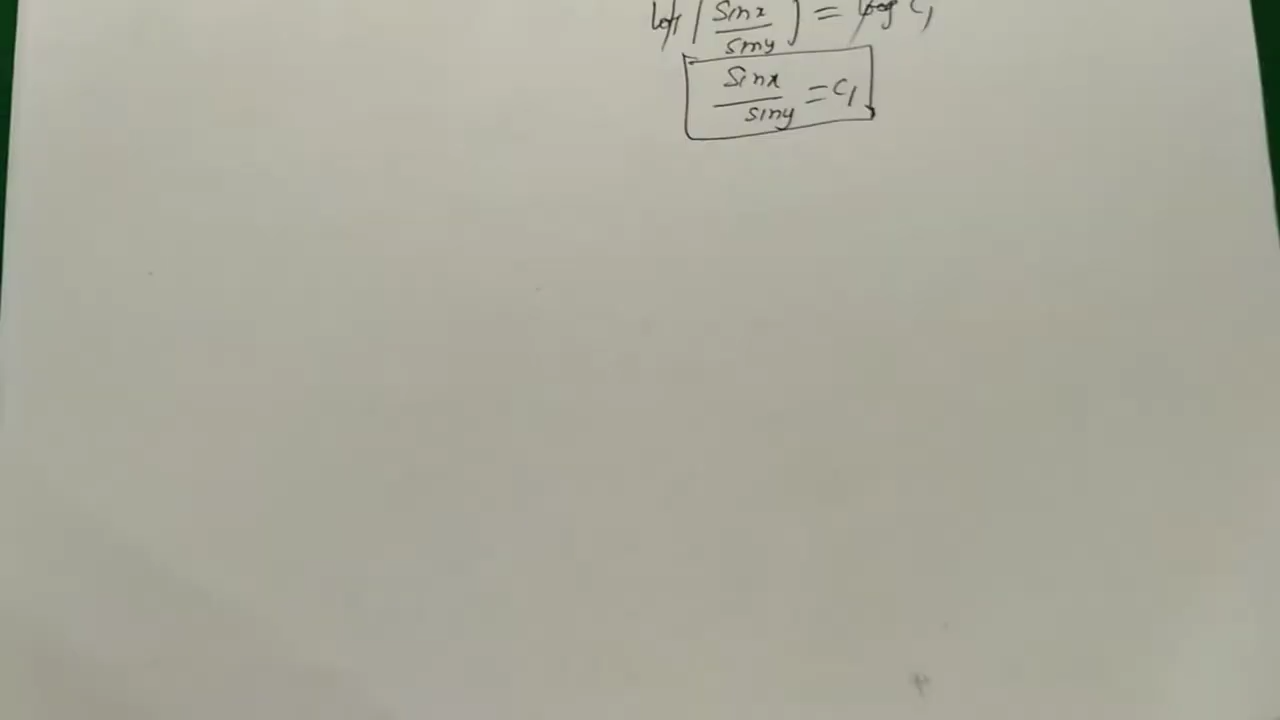 log (sinx/siny) = log c₁
sinx/siny = c₁